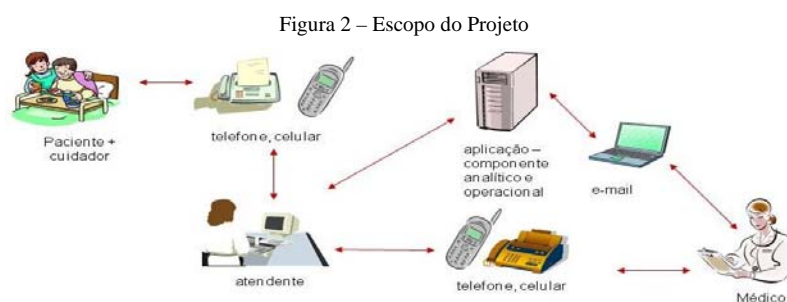 Figura 2 – Escopo do Projeto
Paciente +
cuidador
telefone, celular
aplicação –
componente
analítico e
operacional
e-mail
atendente
telefone, celular
Médico